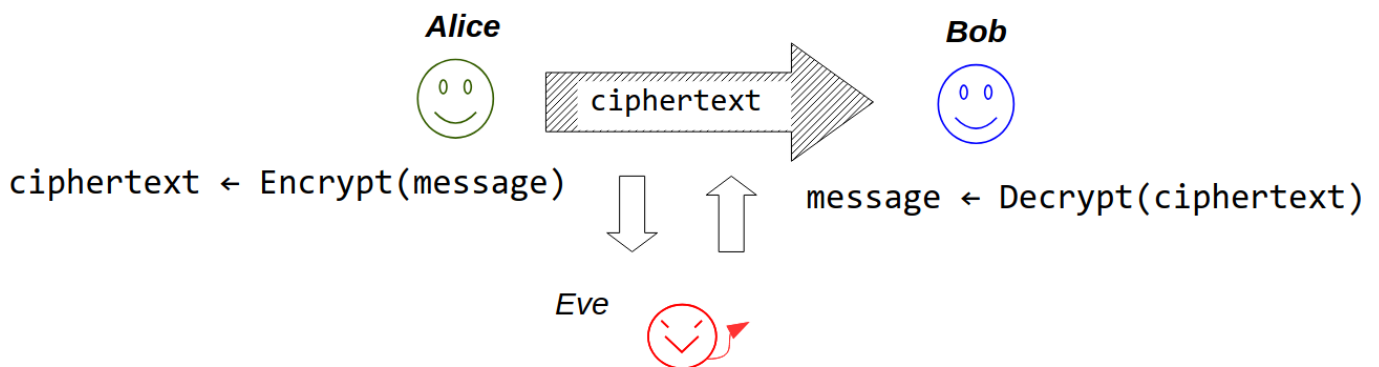 Alice
Bob
ciphertext
ciphertext ← Encrypt(message)
message ← Decrypt(ciphertext)
Eve